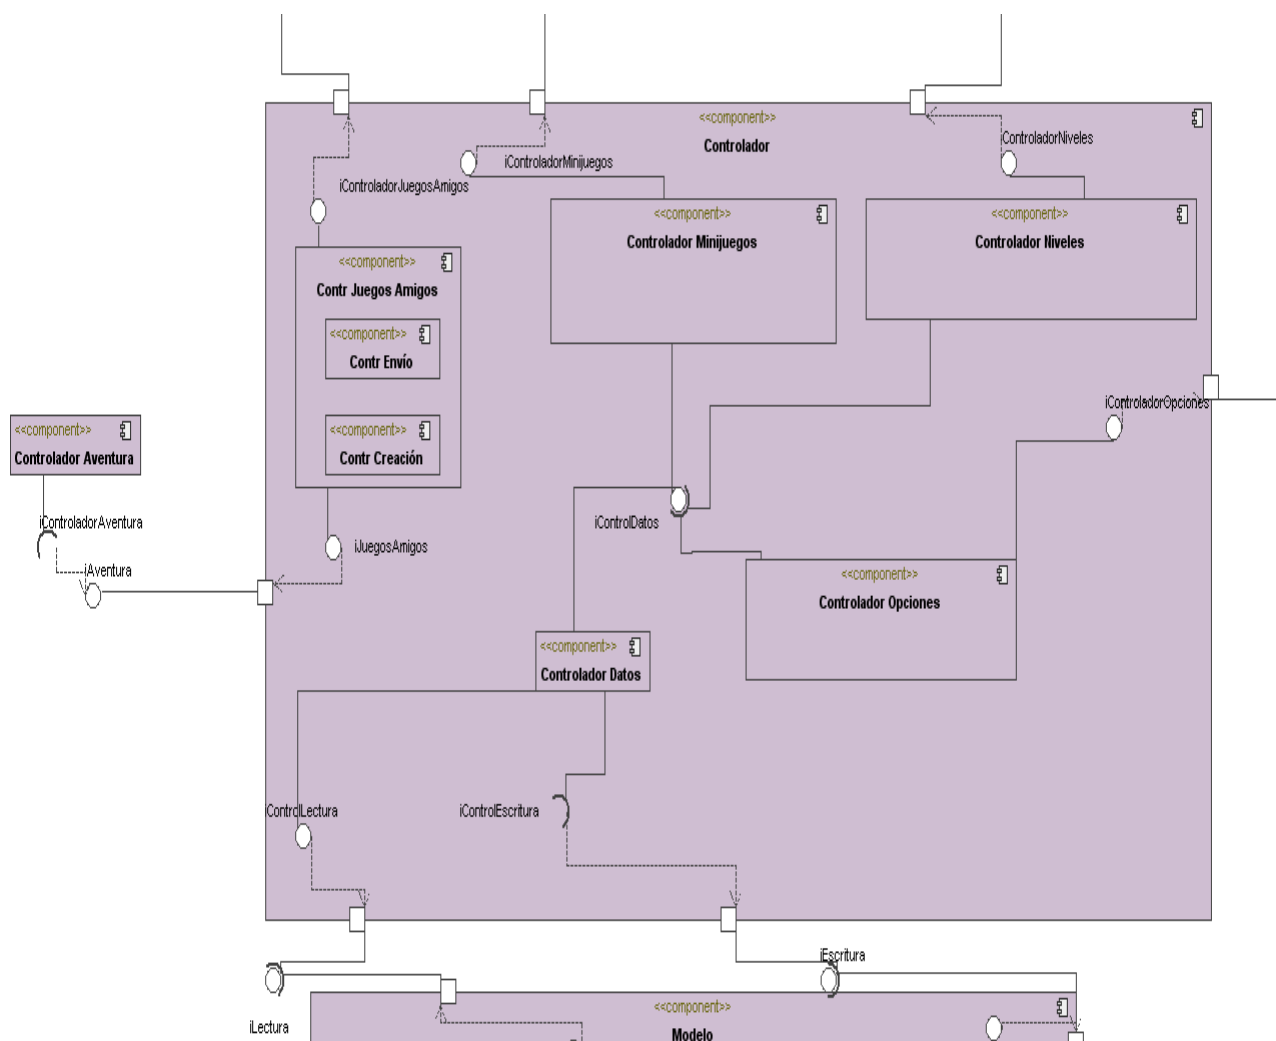 <<component>>
Controlador
iControladorMinijuegos
ControladorNiveles
iControladorJuegosAmigos
<<component>>
Controlador Minijuegos
<<component>>
Controlador Niveles
<<component>>
Contr Juegos Amigos
<<component>>
Contr Envío
<<component>>
Contr Creación
iControladorOpciones
<<component>>
Controlador Aventura
iControladorAventura
iAventura
iJuegosAmigos
iControlDatos
<<component>>
Controlador Opciones
<<component>>
Controlador Datos
iControlLectura
iControlEscritura
iEscritura
iLectura
<<component>>
Modelo